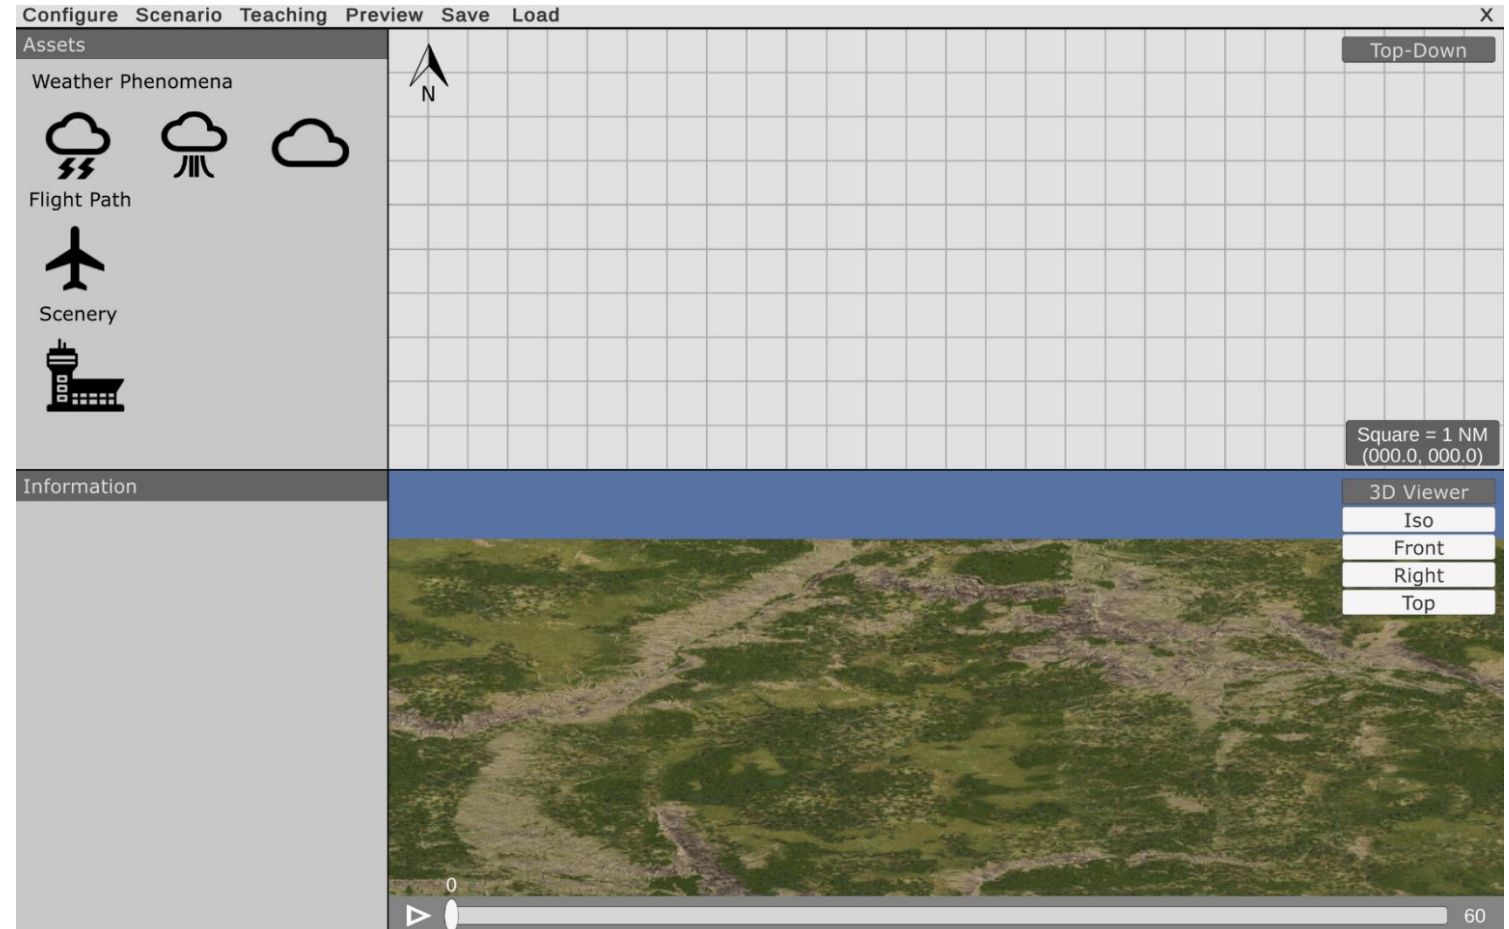 Configure Scenario Teaching Preview Save Load X
Assets
Weather Phenomena
Flight Path
Scenery
N
Top-Down
Square = 1 NM
(000.0, 000.0)
Information
3D Viewer
Iso
Front
Right
Top
0
60